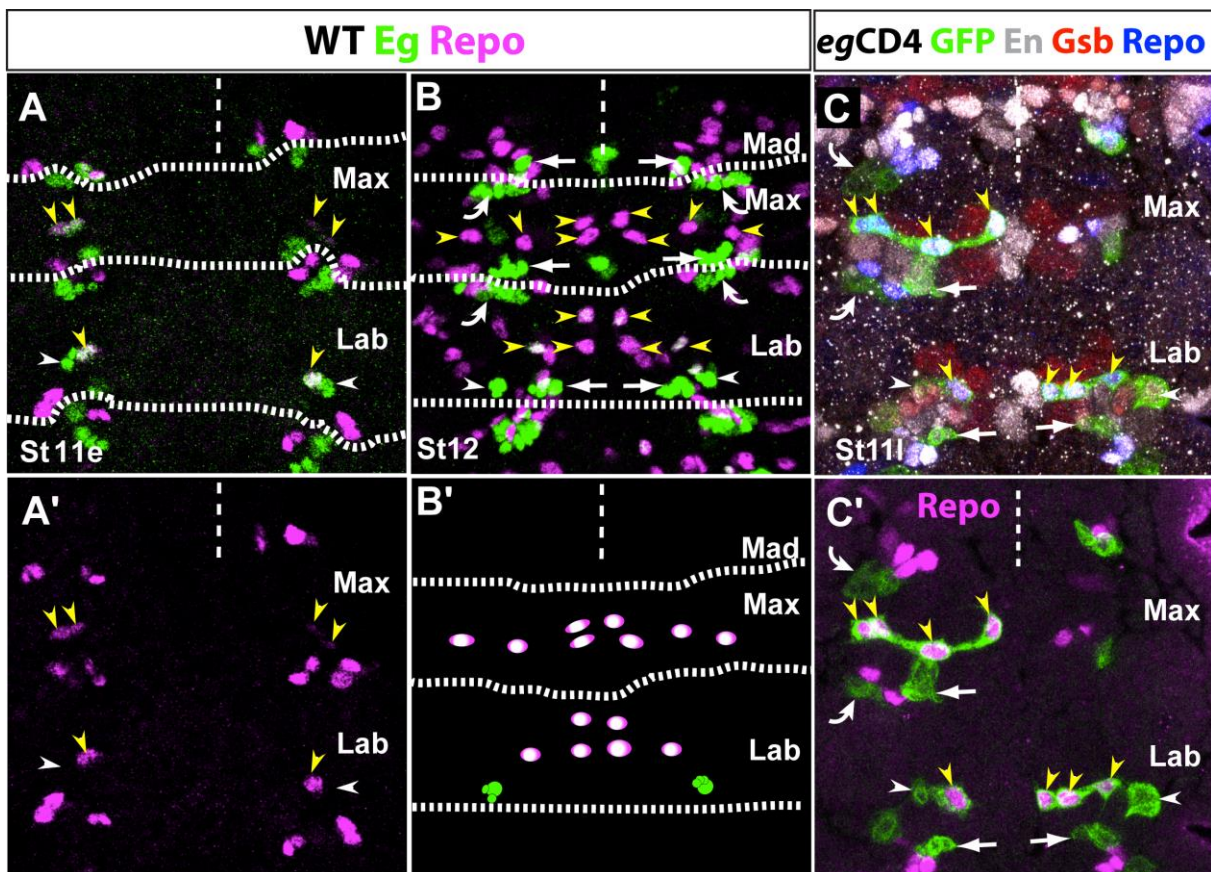 WT Eg Repo
egCD4 GFP En Gsb Repo
A
Max
Lab
St11e
B
Mad
Max
Lab
St12
C
Max
Lab
St11l
A'
Max
Lab
B'
Mad
Max
Lab
C'
Repo
Max
Lab